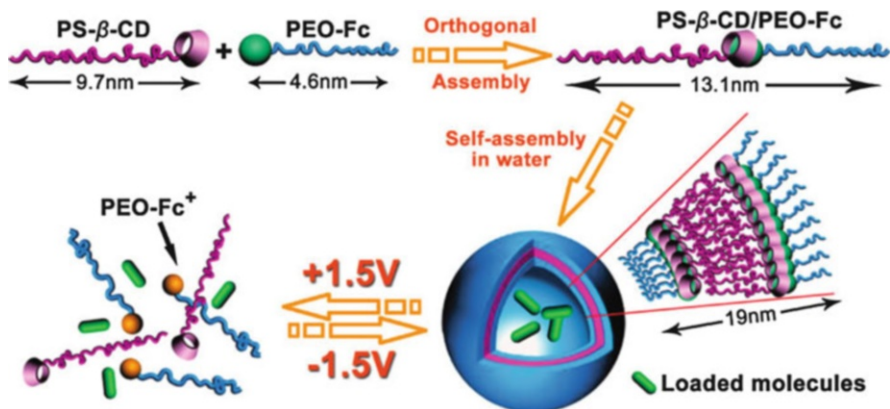 PS-β-CD
+
PEO-Fc
9.7nm
4.6nm
Orthogonal
Assembly
PS-β-CD/PEO-Fc
13.1nm
Self-assembly
in water
PEO-Fc⁺
+1.5V
-1.5V
19nm
Loaded molecules